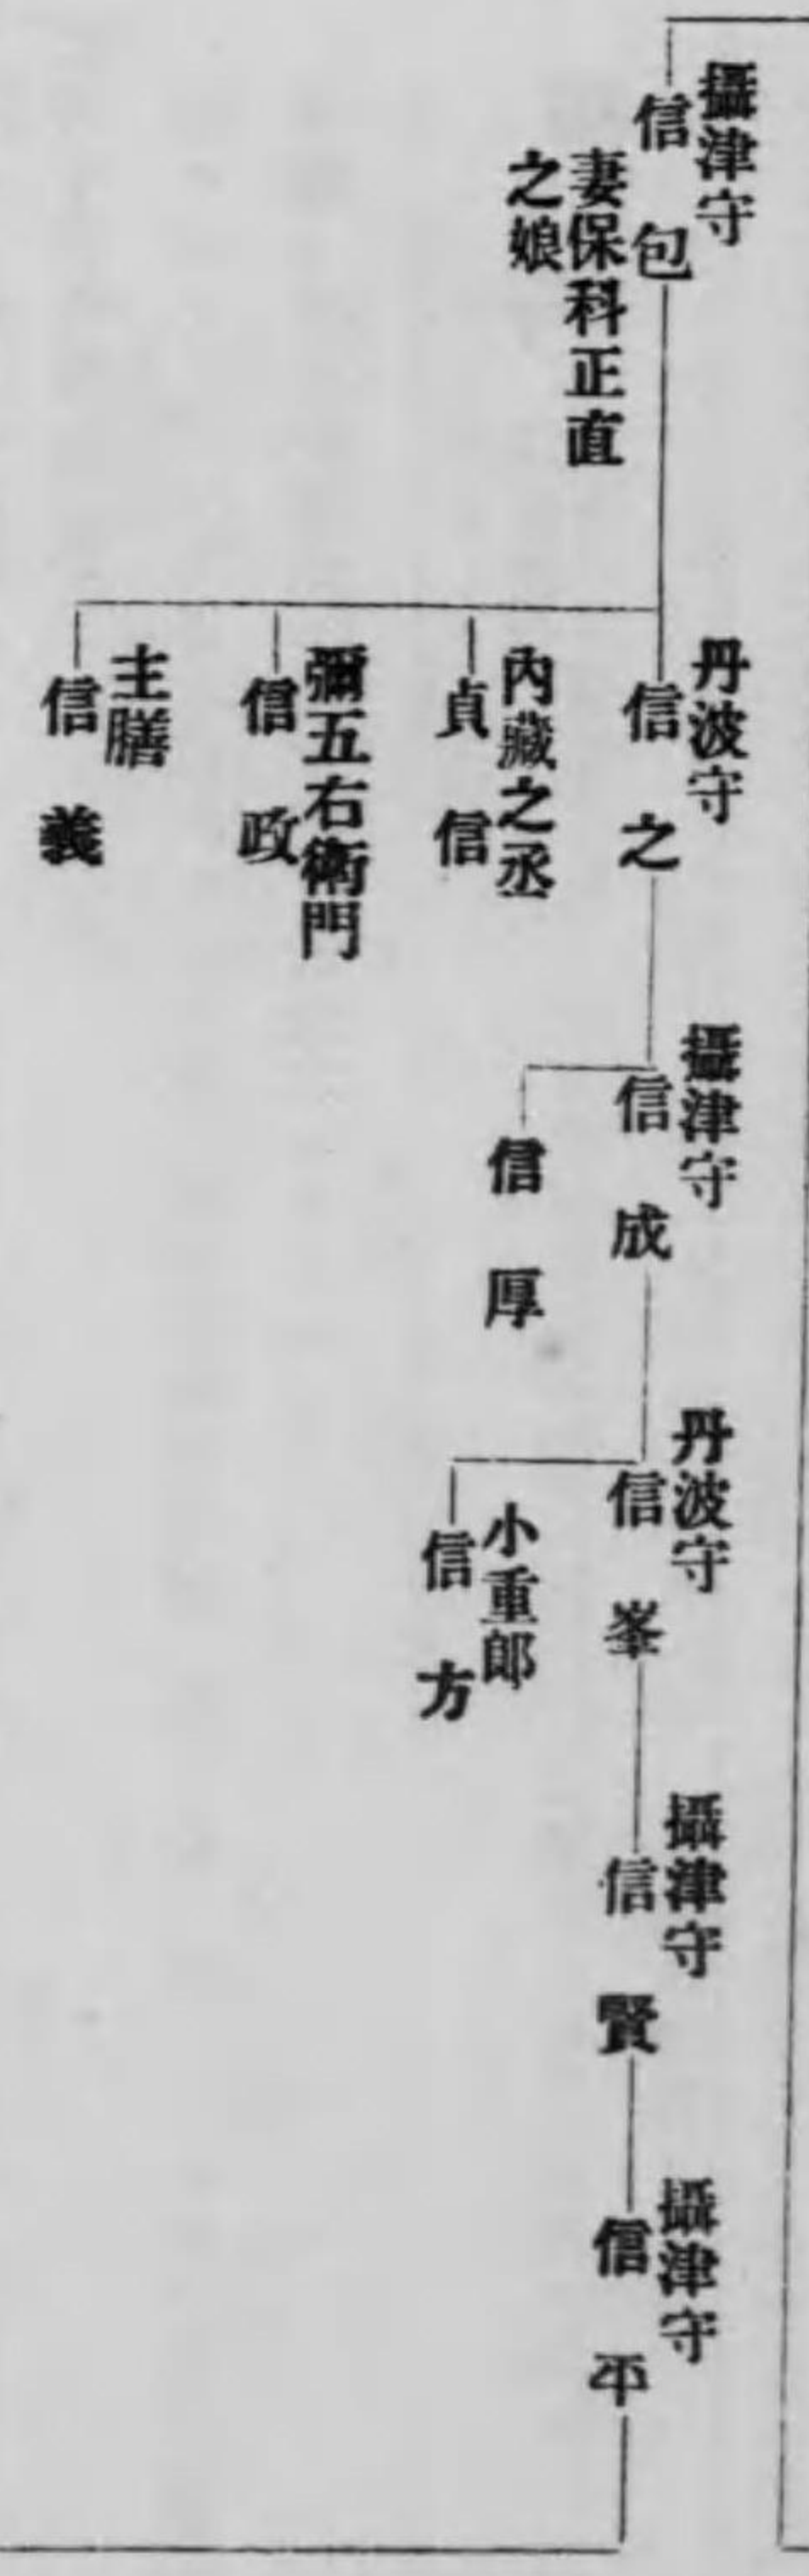 攝津守
信包
妻保科正直
之娘
丹波守
信之
內藏之丞
貞信
彌五右衞門
信政
主膳
信義
攝津守
信成
信厚
丹波守
信峯
小重郎
信方
攝津守
信賢
攝津守
信平